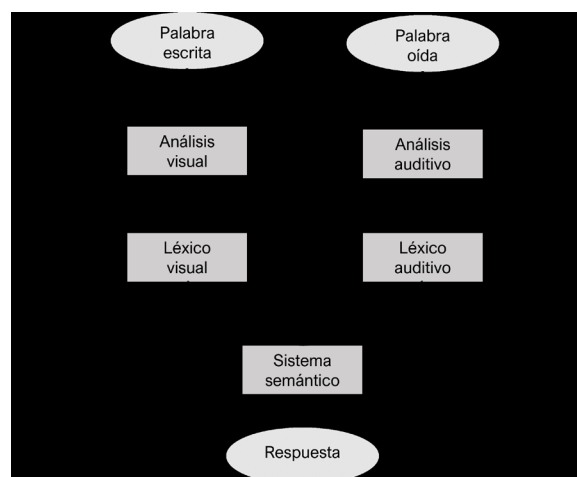 Palabra
escrita
Palabra
oída
Análisis
visual
Análisis
auditivo
Léxico
visual
Léxico
auditivo
Sistema
semántico
Respuesta